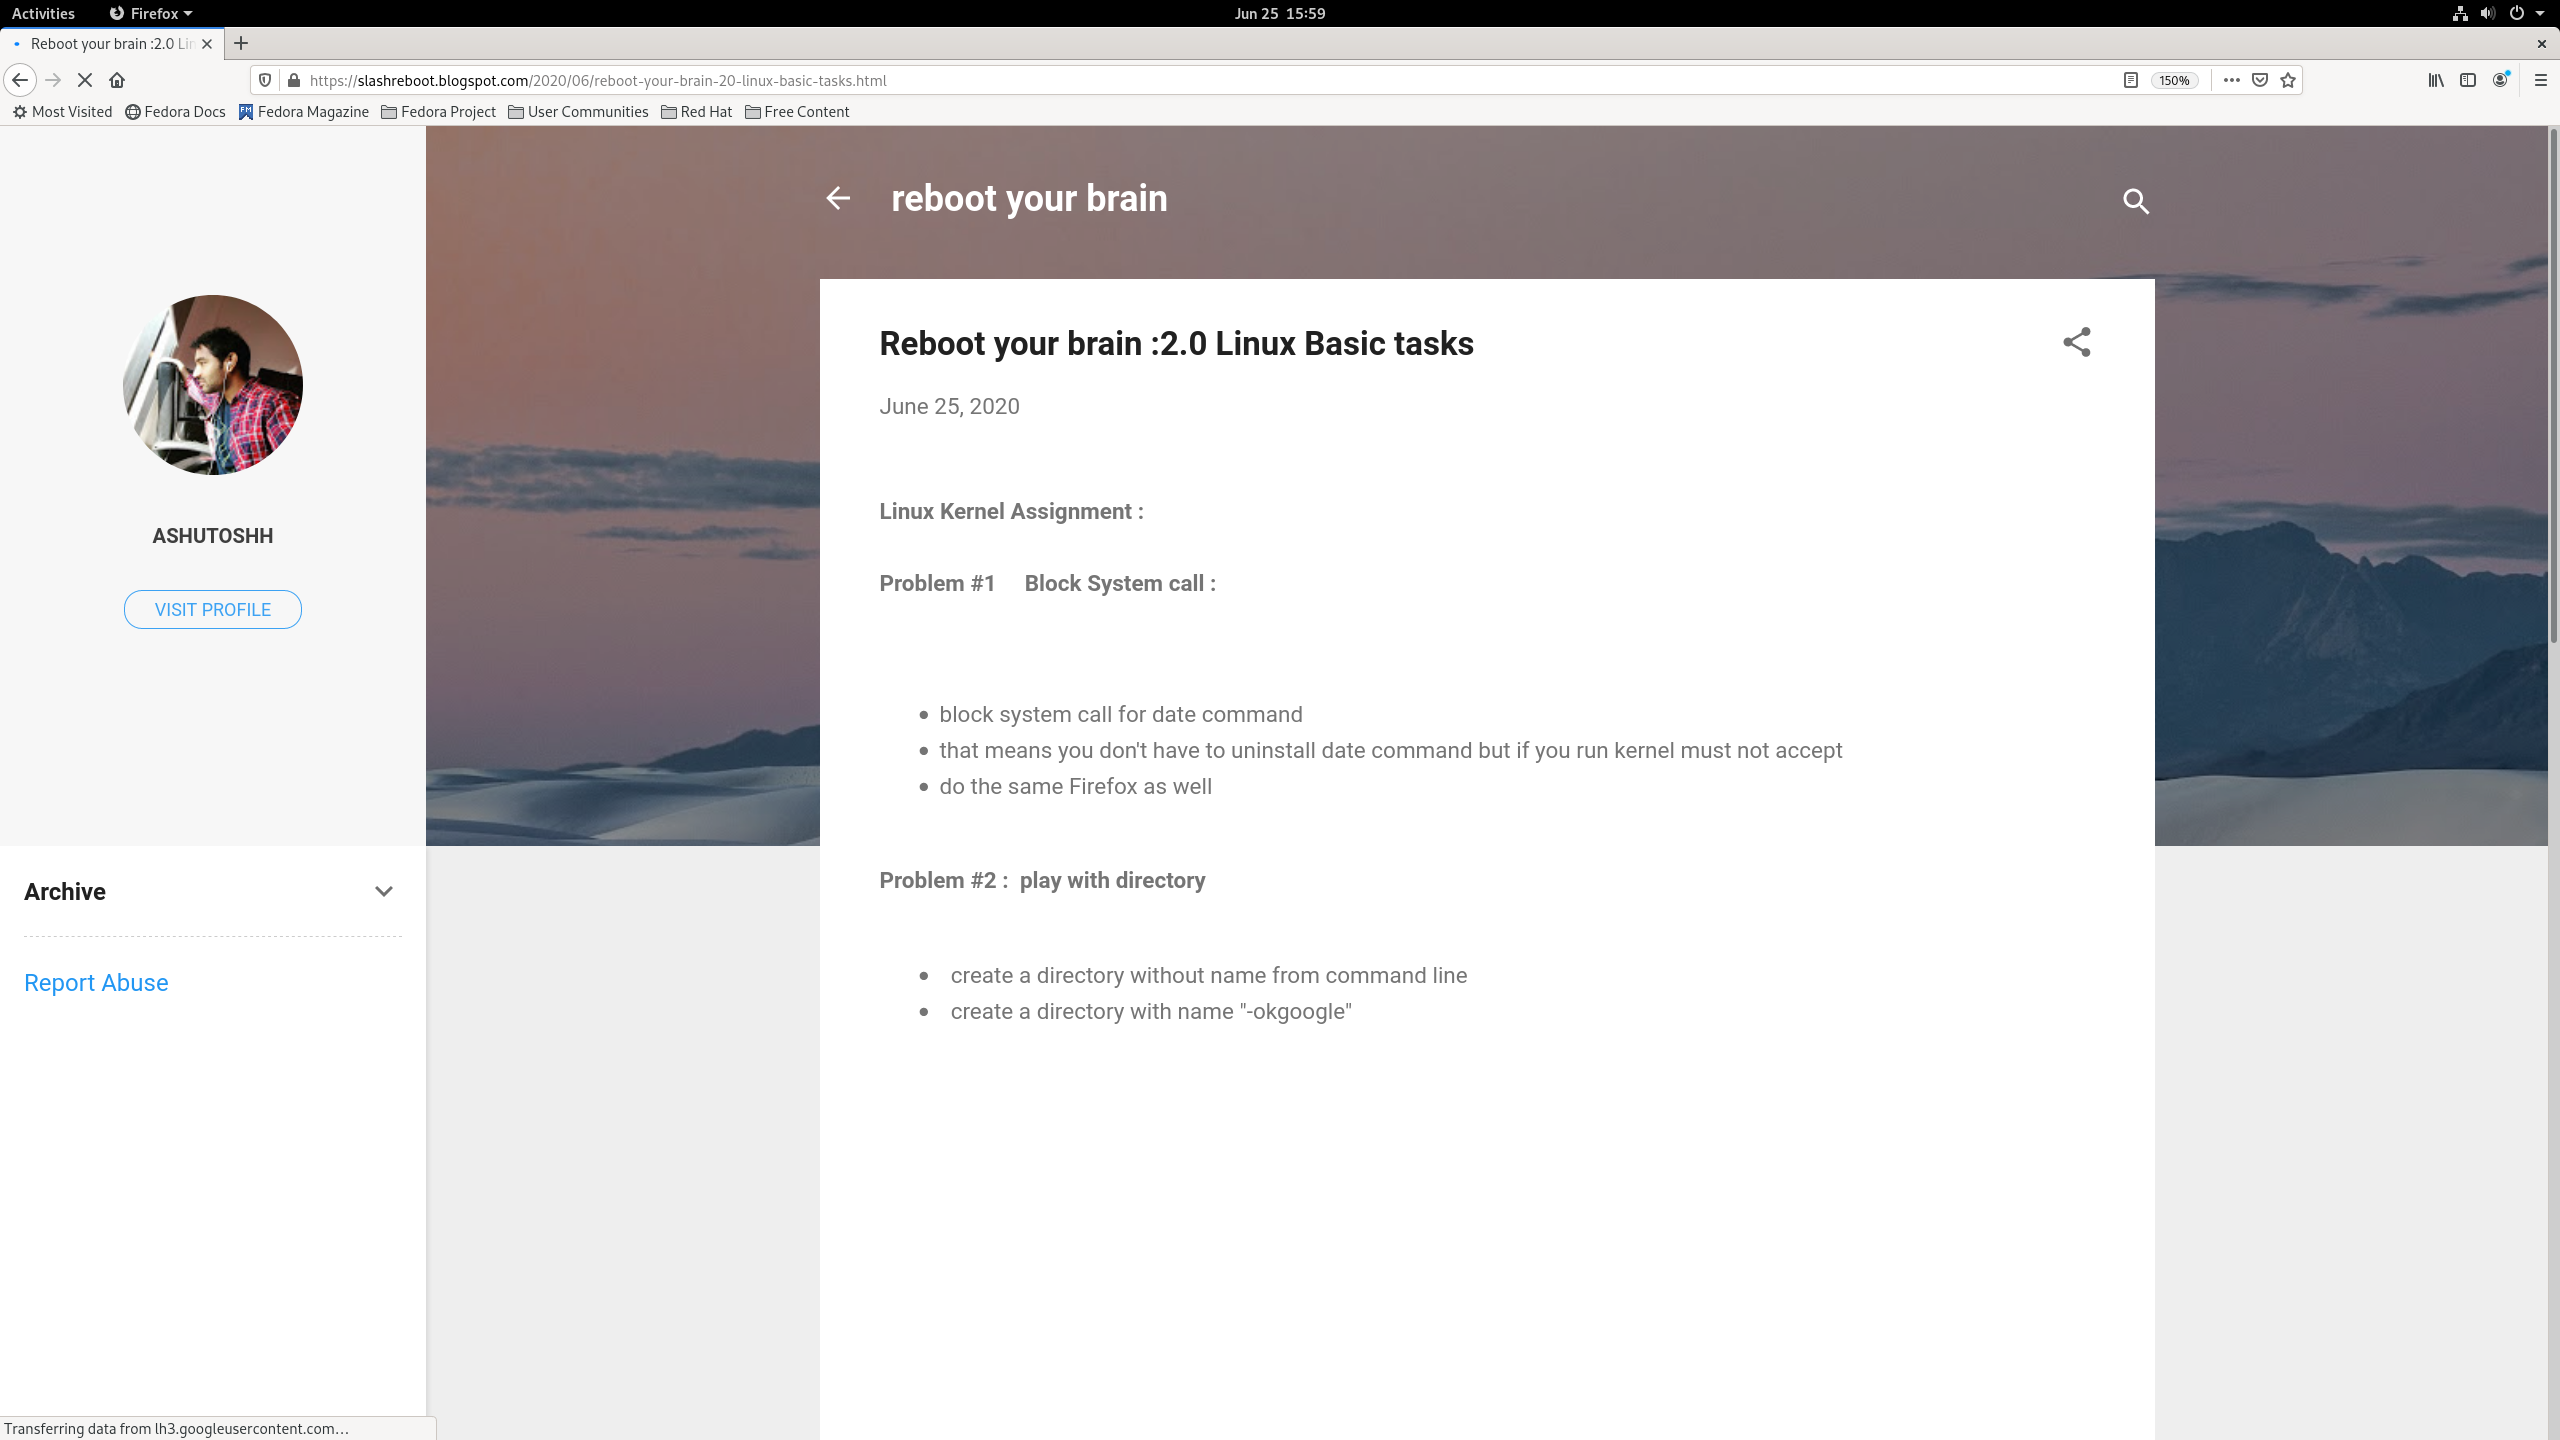 Activities Firefox Jun 25 15:59
Reboot your brain :2.0 Lin
https://slashreboot.blogspot.com/2020/06/reboot-your-brain-20-linux-basic-tasks.html 150%
Most Visited Fedora Docs Fedora Magazine Fedora Project User Communities Red Hat Free Content
reboot your brain
Reboot your brain :2.0 Linux Basic tasks
June 25, 2020
Linux Kernel Assignment :
ASHUTOSHH
Problem #1 Block System call :
VISIT PROFILE
• block system call for date command
• that means you don't have to uninstall date command but if you run kernel must not accept
• do the same Firefox as well
Problem #2 : play with directory
Archive
• create a directory without name from command line
Report Abuse
• create a directory with name "-okgoogle"
Transferring data from lh3.googleusercontent.com…